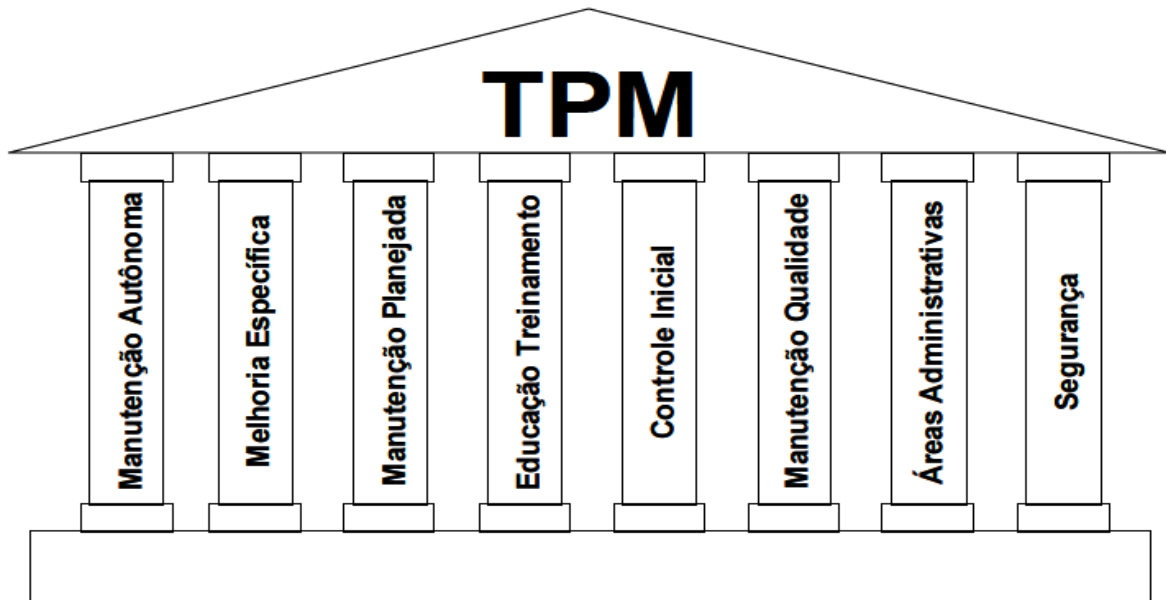 TPM
Manutenção Autônoma
Melhoria Específica
Manutenção Planejada
Educação Treinamento
Controle Inicial
Manutenção Qualidade
Áreas Administrativas
Segurança